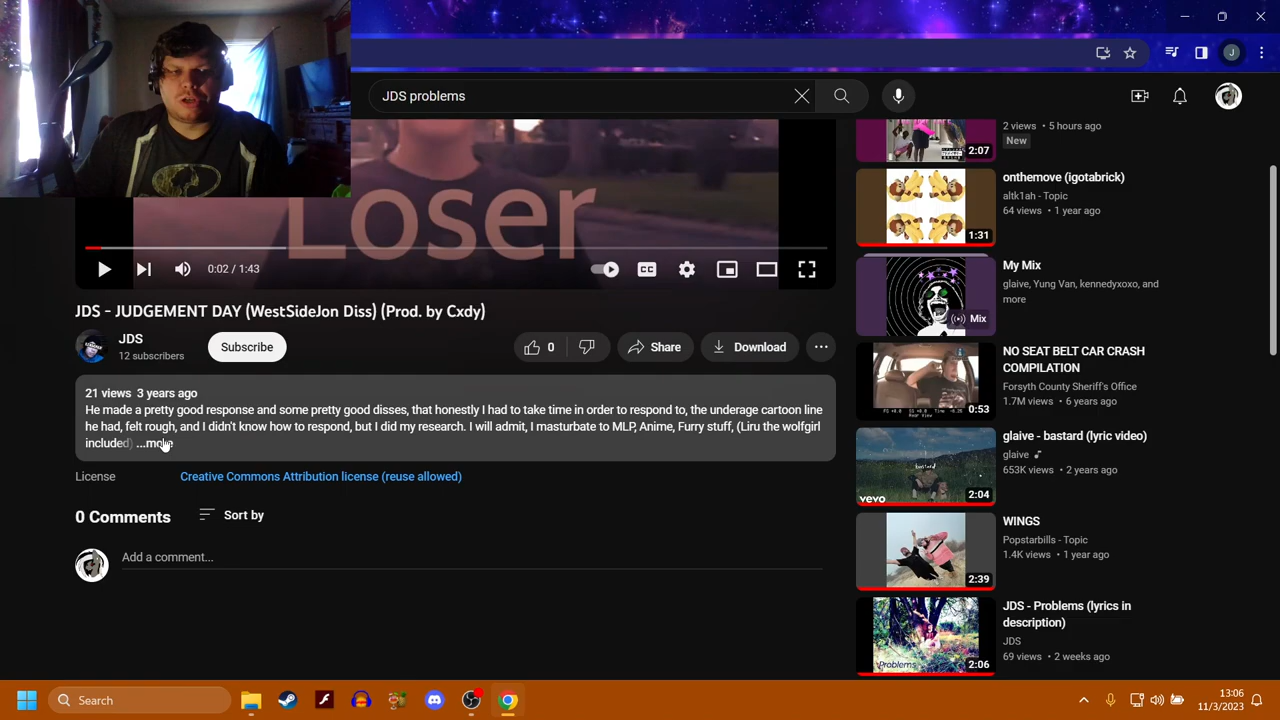 J
JDS problems
2 views • 5 hours ago
New
2:07
onthemove (igotabrick)
altk1ah - Topic
64 views • 1 year ago
1:31
Loser
0:02 / 1:43
CC
My Mix
glaive, Yung Van, kennedyxoxo, and
more
Mix
JDS - JUDGEMENT DAY (WestSideJon Diss) (Prod. by Cxdy)
JDS
12 subscribers
Subscribe
0
Share
Download
21 views 3 years ago
He made a pretty good response and some pretty good disses, that honestly I had to take time in order to respond to, the underage cartoon line
he had, felt rough, and I didn't know how to respond, but I did my research. I will admit, I masturbate to MLP, Anime, Furry stuff, (Liru the wolfgirl
included) ...more
License
Creative Commons Attribution license (reuse allowed)
0 Comments
Sort by
Add a comment...
NO SEAT BELT CAR CRASH
COMPILATION
Forsyth County Sheriff's Office
1.7M views • 6 years ago
0:53
glaive - bastard (lyric video)
glaive
653K views • 2 years ago
vevo
2:04
WINGS
Popstarbills - Topic
1.4K views • 1 year ago
2:39
JDS - Problems (lyrics in
description)
JDS
69 views • 2 weeks ago
Problems
2:06
Search
13:06
11/3/2023